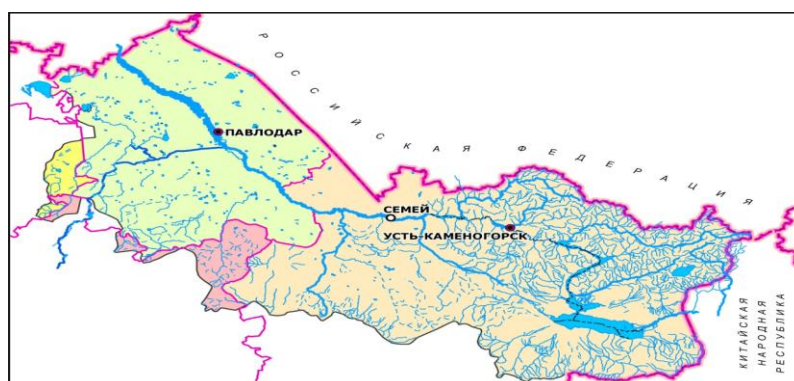 РОССИЙСКАЯ ФЕДЕРАЦИЯ
ПАВЛОДАР
СЕМЕЙ
УСТЬ-КАМЕНОГОРСК
КИТАЙСКАЯ
НАРОДНАЯ
РЕСПУБЛИКА